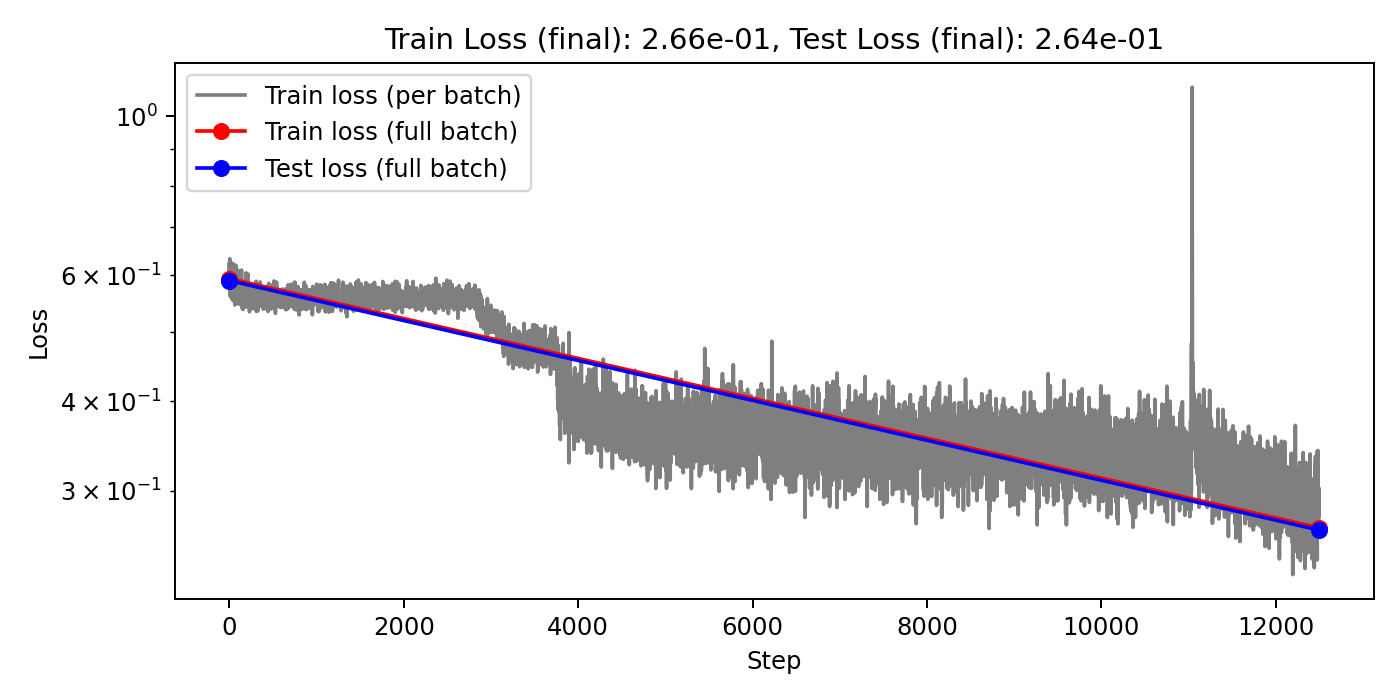 Train Loss (final): 2.66e-01, Test Loss (final): 2.64e-01
Train loss (per batch)
Train loss (full batch)
Test loss (full batch)
Loss
10⁰
6 × 10⁻¹
4 × 10⁻¹
3 × 10⁻¹
0 2000 4000 6000 8000 10000 12000
Step